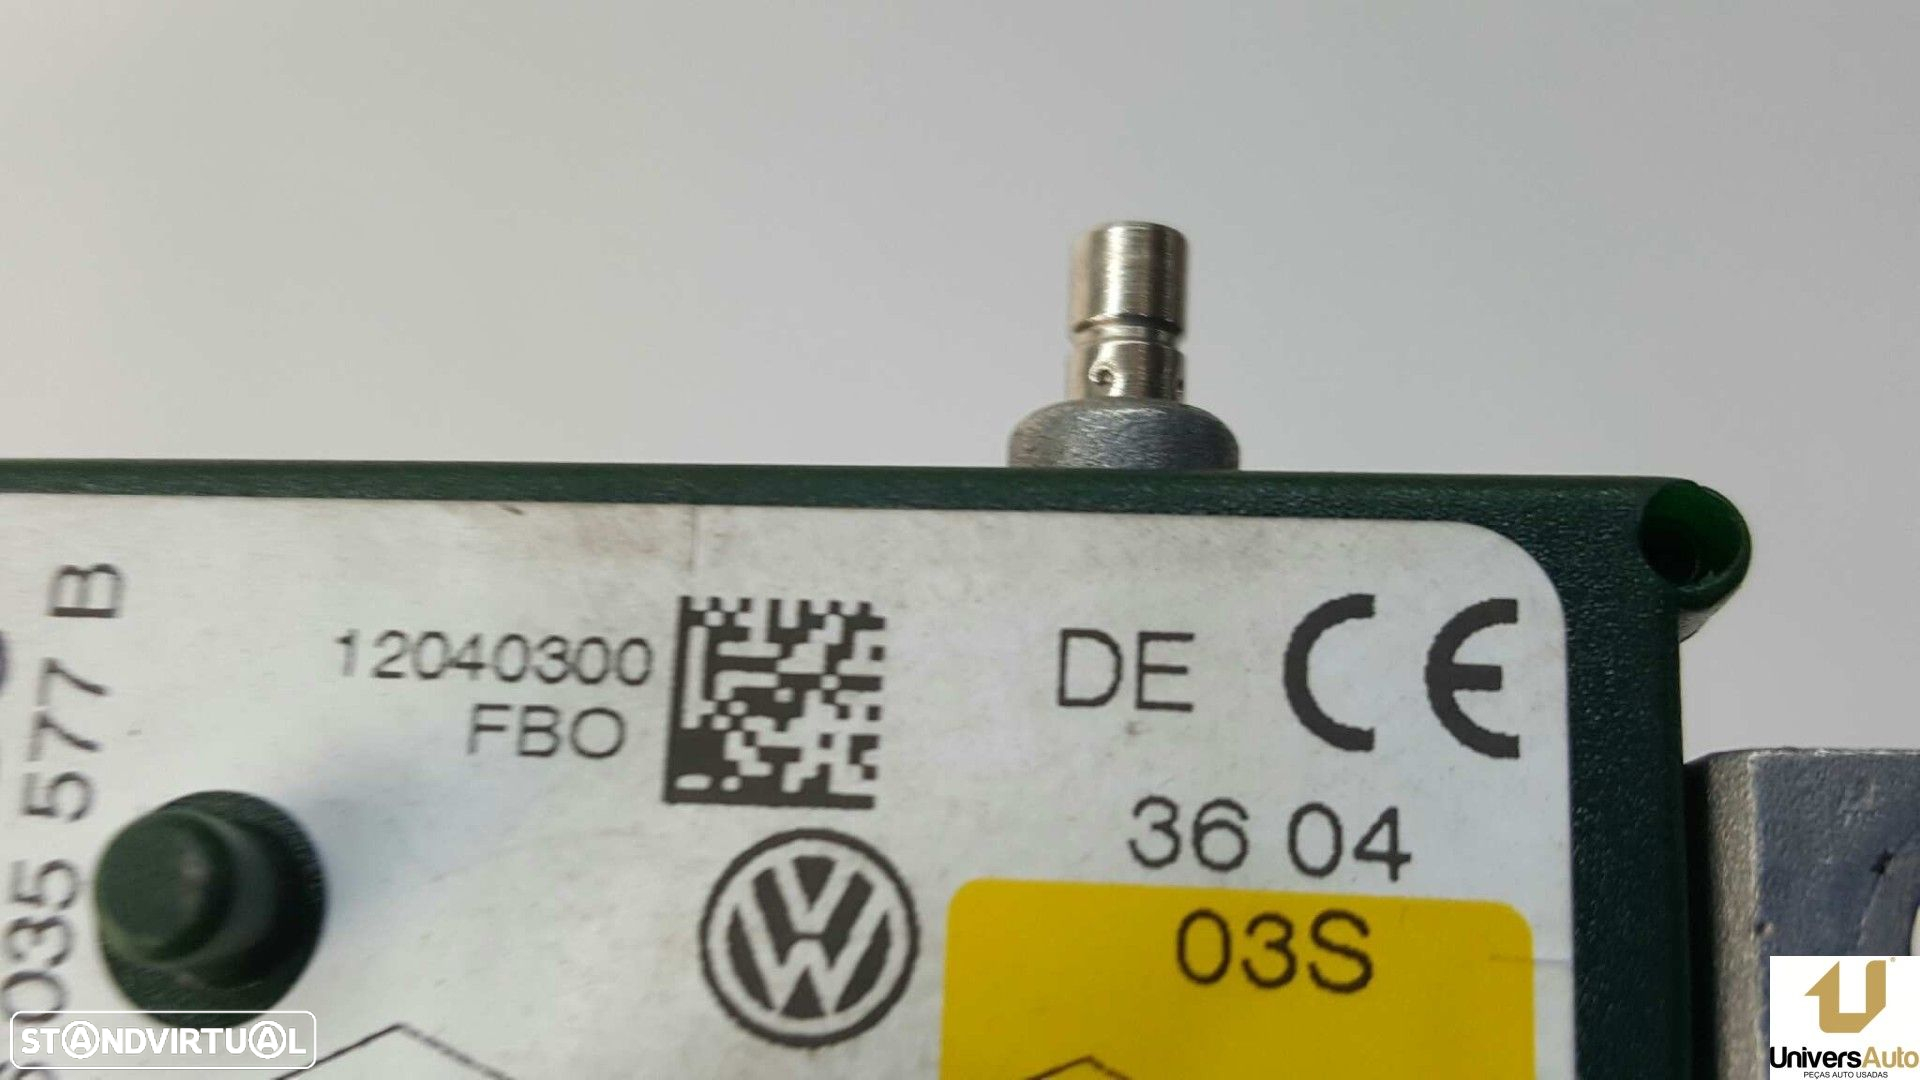 035 577 B
12040300
FBO
DE CE
36 04
03S
STANDVIRTUAL
UniversAuto
PEÇAS AUTO USADAS